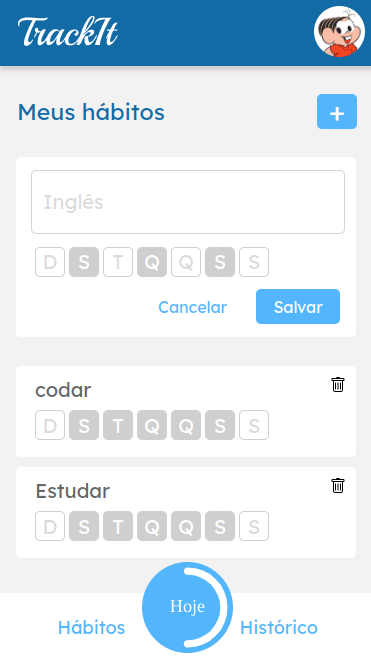 TrackIt
Meus hábitos
+
Inglês
D S T Q Q S S
Cancelar Salvar
codar
D S T Q Q S S
Estudar
D S T Q Q S S
Hábitos Hoje Histórico